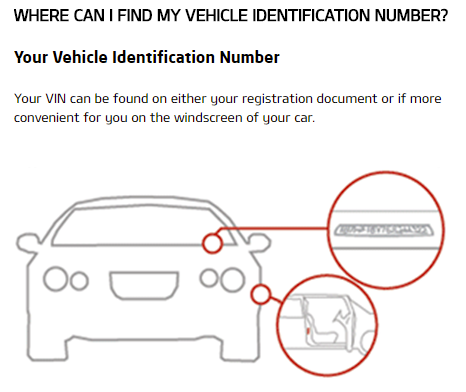 WHERE CAN I FIND MY VEHICLE IDENTIFICATION NUMBER?
Your Vehicle Identification Number
Your VIN can be found on either your registration document or if more
convenient for you on the windscreen of your car.